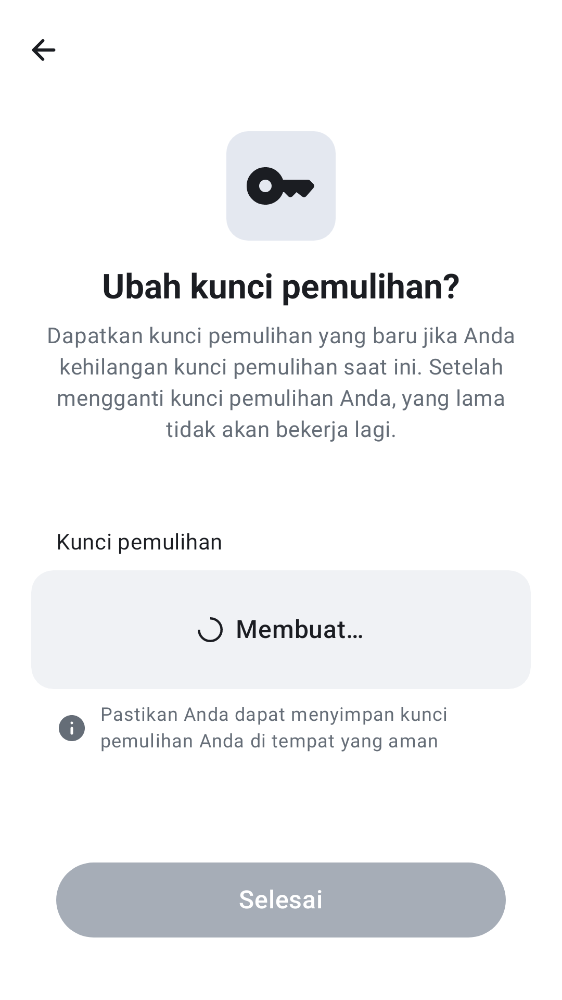 Ubah kunci pemulihan?
Dapatkan kunci pemulihan yang baru jika Anda
kehilangan kunci pemulihan saat ini. Setelah
mengganti kunci pemulihan Anda, yang lama
tidak akan bekerja lagi.
Kunci pemulihan
Membuat…
Pastikan Anda dapat menyimpan kunci
pemulihan Anda di tempat yang aman
Selesai